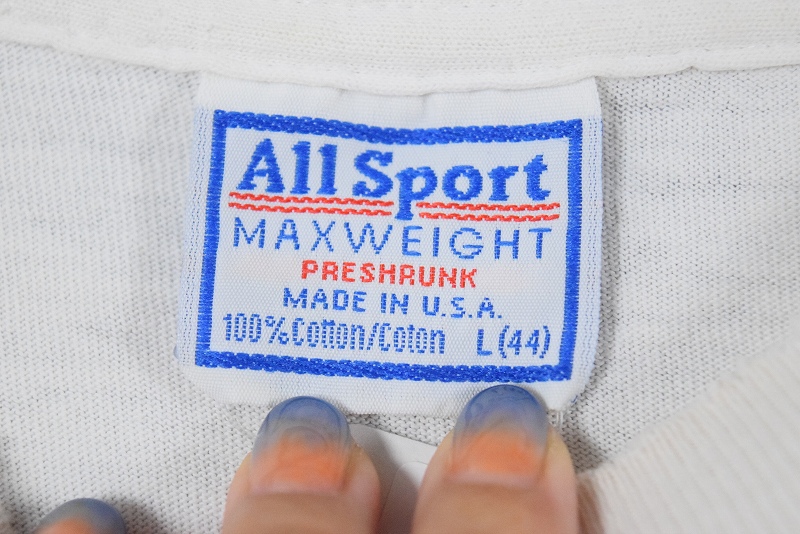 All Sport
MAXWEIGHT
PRESHRUNK
MADE IN U.S.A.
100% Cotton/Coton L (44)